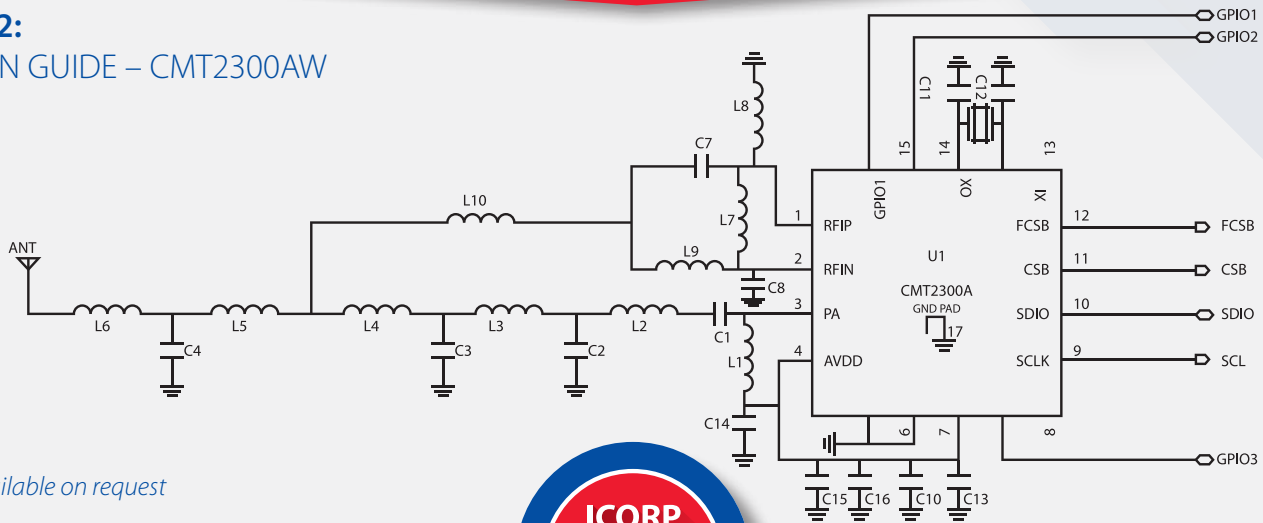 2:
N GUIDE – CMT2300AW
GPIO1
GPIO2
C11
C12
L8
C7
15
14
13
GPIO1
OX
XI
L10
L7
1
RFIP
FCSB
12
FCSB
ANT
L9
2
RFIN
U1
CSB
11
CSB
C8
CMT2300A
3
PA
GND PAD
SDIO
10
SDIO
L6
L5
L4
L3
L2
C1
17
C4
C3
C2
L1
4
AVDD
SCLK
9
SCL
C14
6
7
8
GPIO3
ilable on request
C15
C16
C10
C13
ICORP